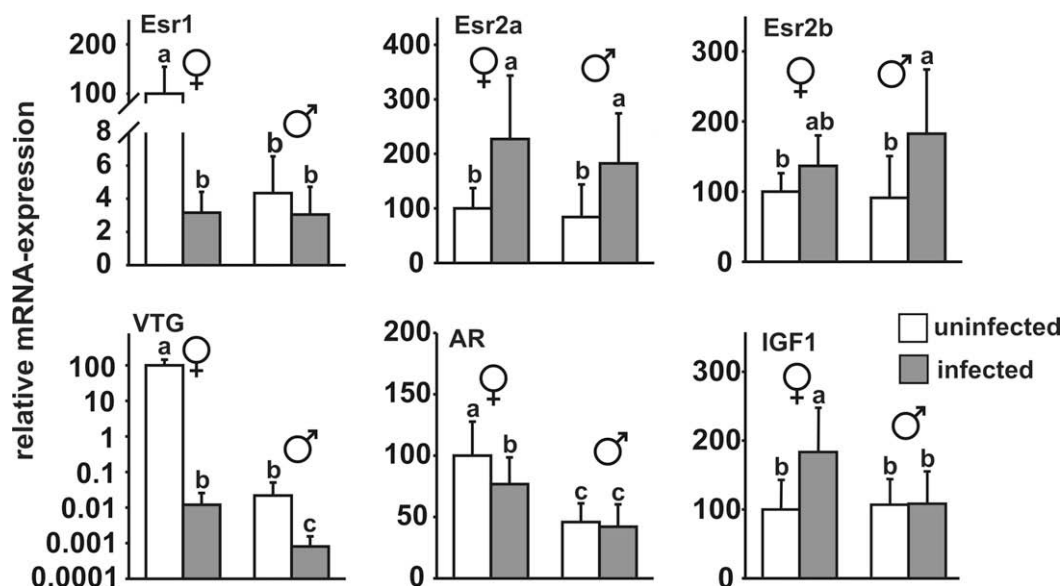 relative mRNA-expression
Esr1
200
100
8
6
4
2
0
a
b
b
b
Esr2a
400
300
200
100
0
b
a
b
a
Esr2b
300
200
100
0
b
ab
b
a
VTG
100
10
1
0.1
0.01
0.001
0.0001
a
b
b
c
AR
200
150
100
50
0
a
b
c
c
IGF1
300
200
100
0
b
a
b
b
uninfected
infected